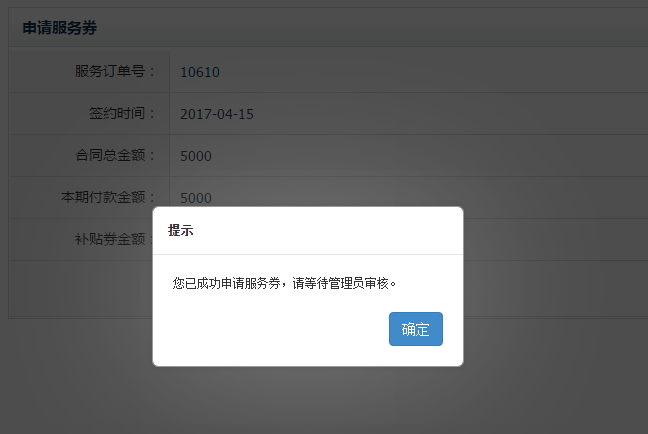 申请服务券
服务订单号： 10610
签约时间： 2017-04-15
合同总金额： 5000
本期付款金额： 5000
补贴券金额：
提示
您已成功申请服务券，请等待管理员审核。
确定